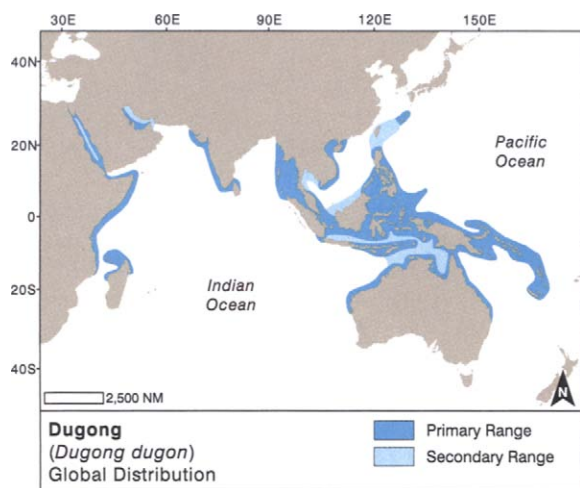 30E 60E 90E 120E 150E
40N
20N
0
20S
40S
Pacific
Ocean
Indian
Ocean
2,500 NM
N
Dugong
(Dugong dugon)
Global Distribution
Primary Range
Secondary Range